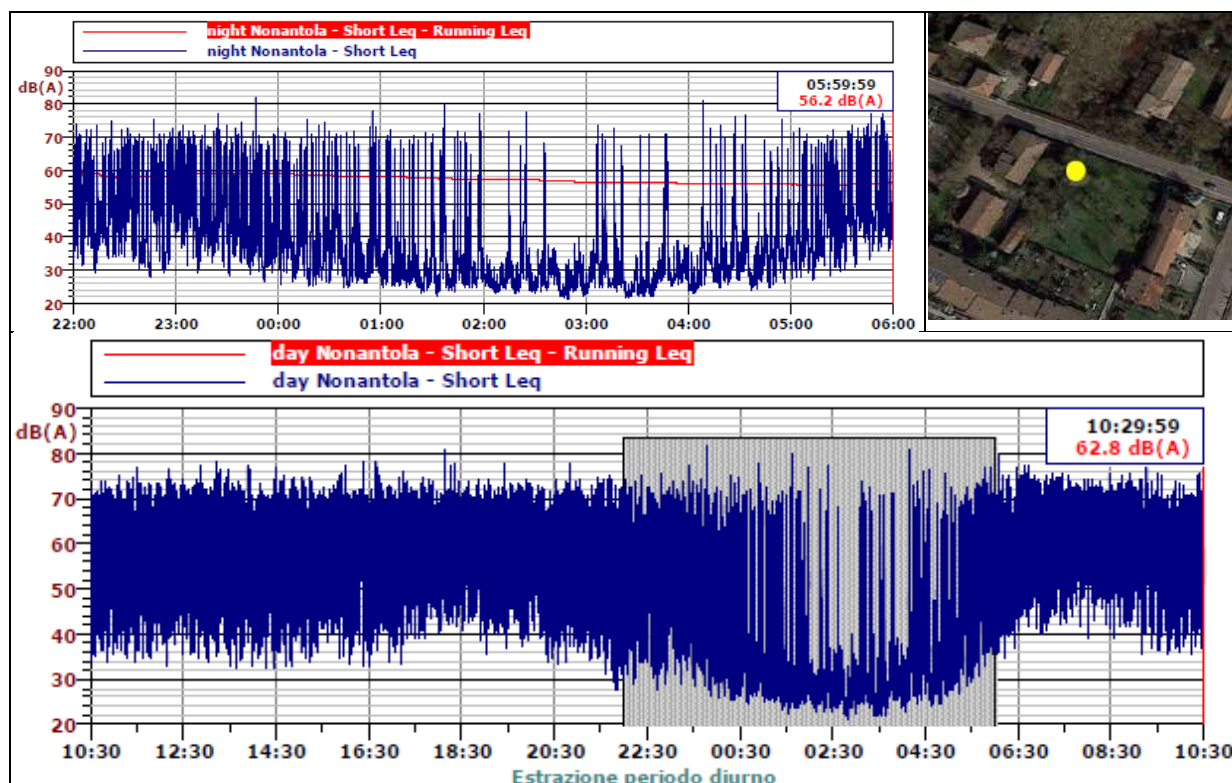 night Nonantola - Short Leq - Running Leq
night Nonantola - Short Leq
90
dB(A)
80
70
60
50
40
30
20
05:59:59
56.2 dB(A)
22:00 23:00 00:00 01:00 02:00 03:00 04:00 05:00 06:00
day Nonantola - Short Leq - Running Leq
day Nonantola - Short Leq
90
dB(A)
80
70
60
50
40
30
20
10:29:59
62.8 dB(A)
10:30 12:30 14:30 16:30 18:30 20:30 22:30 00:30 02:30 04:30 06:30 08:30 10:30
Estrazione periodo diurno